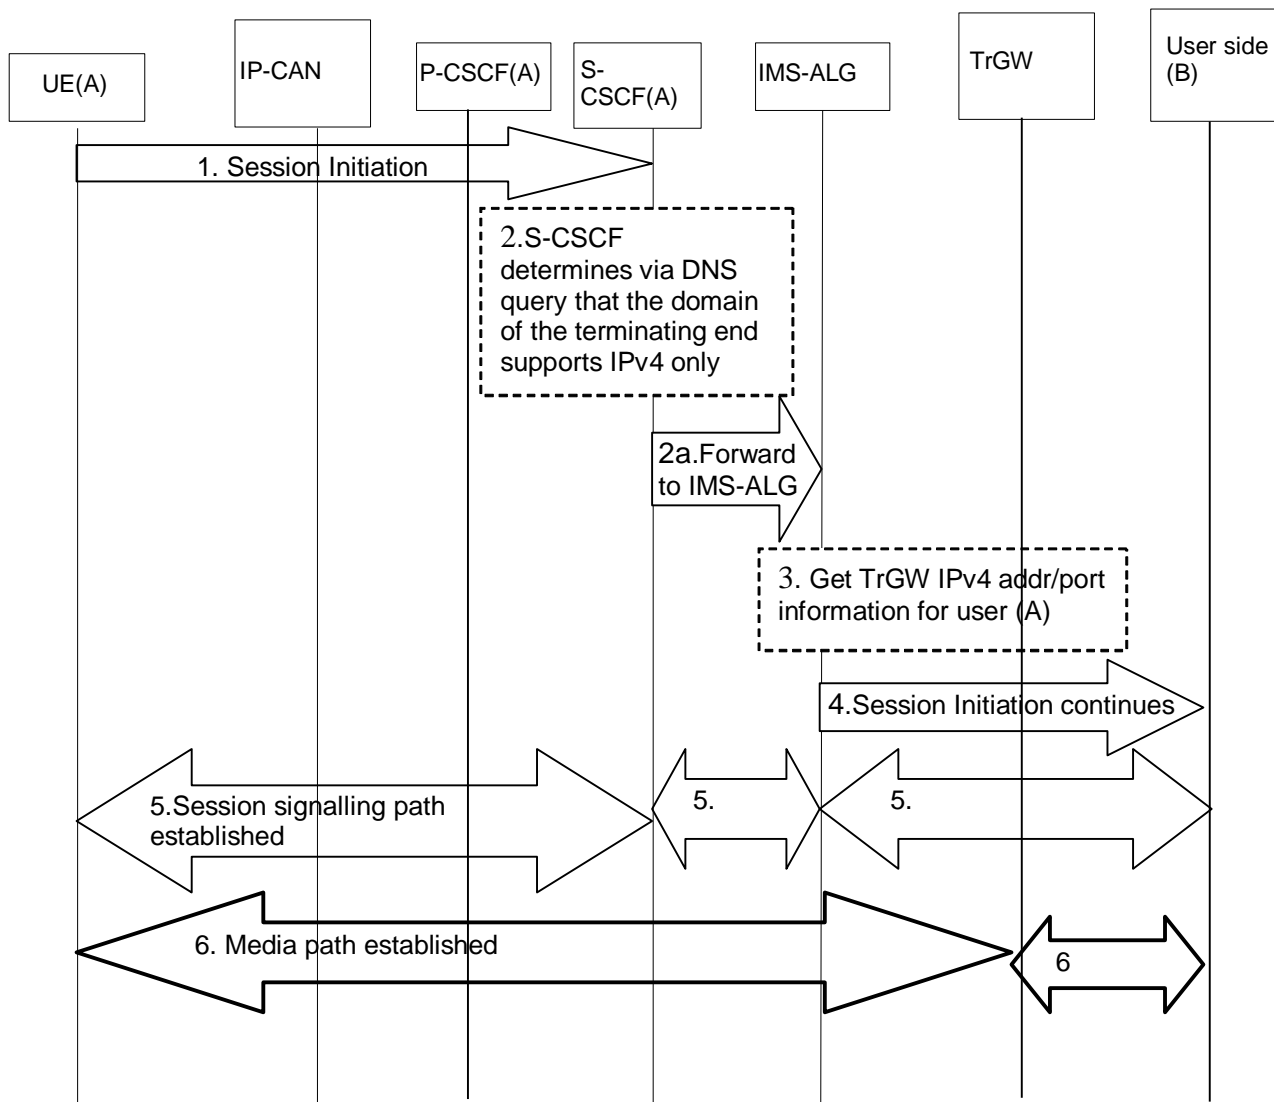 UE(A)
IP-CAN
P-CSCF(A)
S-
CSCF(A)
IMS-ALG
TrGW
User side
(B)
1. Session Initiation
2.S-CSCF
determines via DNS
query that the domain
of the terminating end
supports IPv4 only
2a.Forward
to IMS-ALG
3. Get TrGW IPv4 addr/port
information for user (A)
4.Session Initiation continues
5.Session signalling path
established
5.
5.
6. Media path established
6